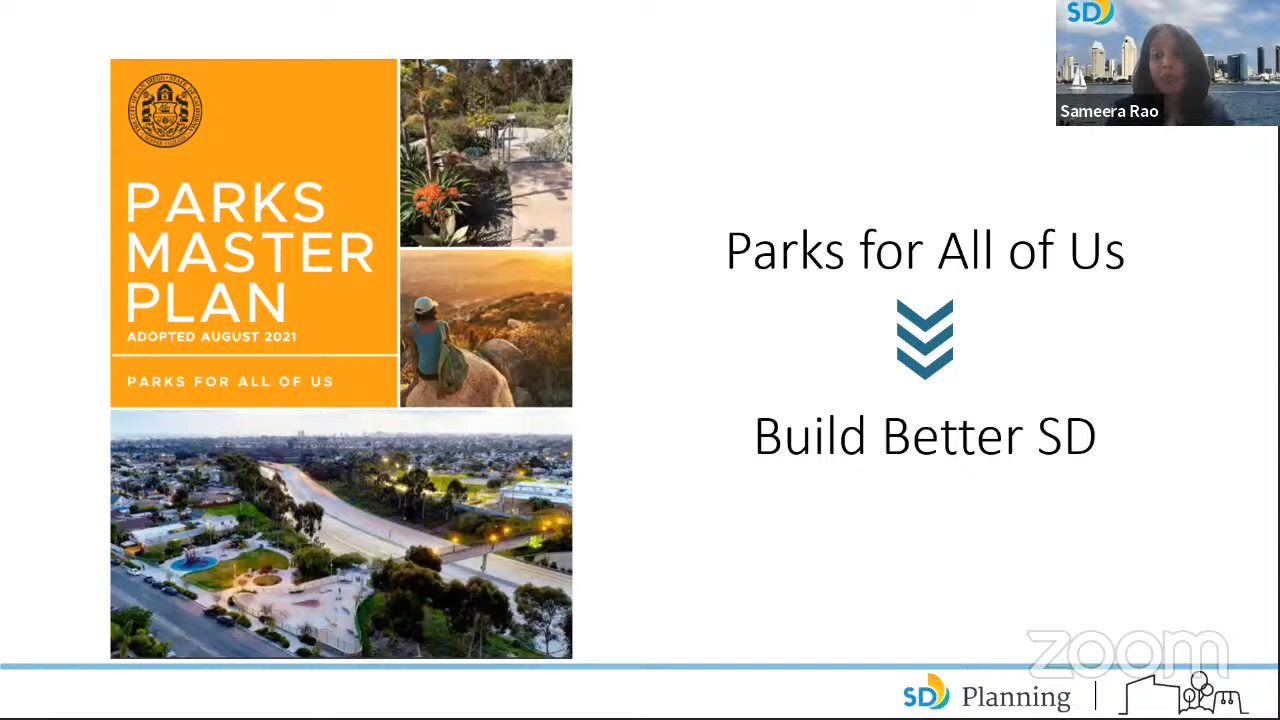 SD
Sameera Rao
PARKS
MASTER
PLAN
ADOPTED AUGUST 2021
PARKS FOR ALL OF US
Parks for All of Us
Build Better SD
zoom
SD Planning